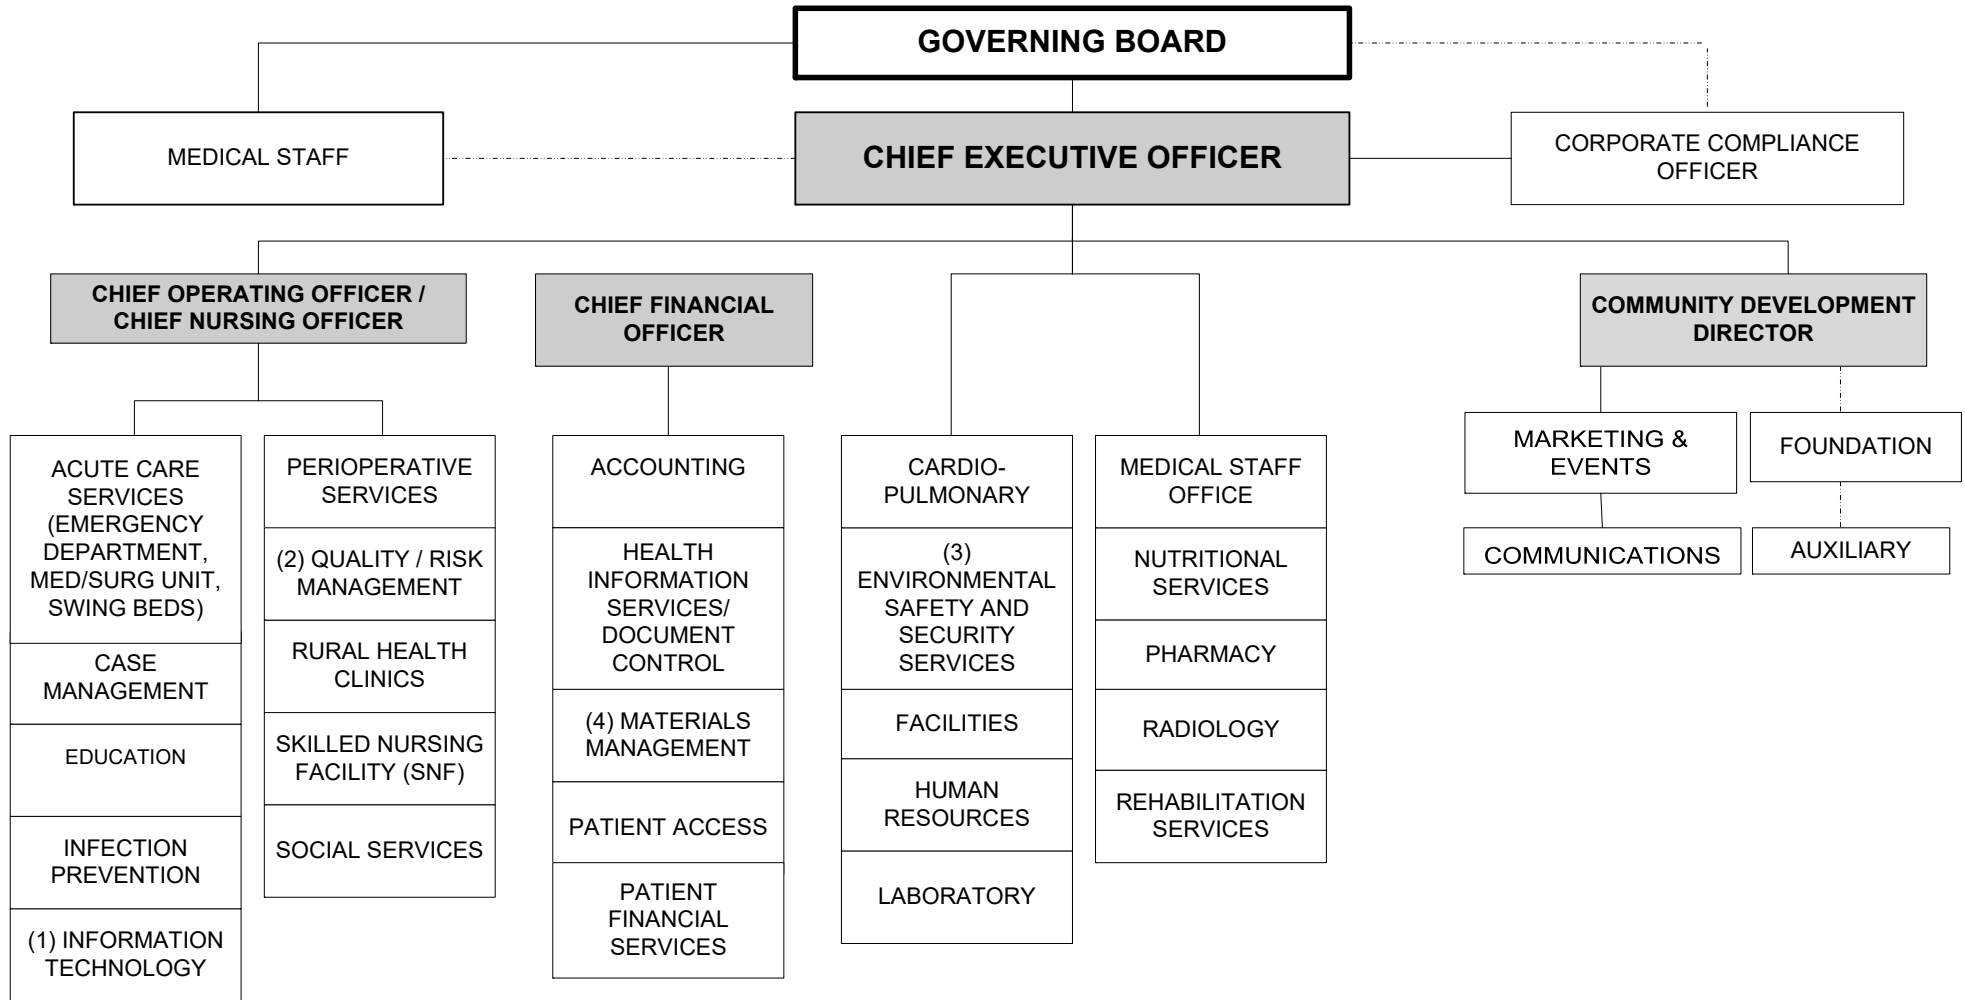 GOVERNING BOARD
MEDICAL STAFF
CHIEF EXECUTIVE OFFICER
CORPORATE COMPLIANCE
OFFICER
CHIEF OPERATING OFFICER /
CHIEF NURSING OFFICER
CHIEF FINANCIAL
OFFICER
COMMUNITY DEVELOPMENT
DIRECTOR
ACUTE CARE
SERVICES
(EMERGENCY
DEPARTMENT,
MED/SURG UNIT,
SWING BEDS)
CASE
MANAGEMENT
EDUCATION
INFECTION
PREVENTION
(1) INFORMATION
TECHNOLOGY
PERIOPERATIVE
SERVICES
(2) QUALITY / RISK
MANAGEMENT
RURAL HEALTH
CLINICS
SKILLED NURSING
FACILITY (SNF)
SOCIAL SERVICES
ACCOUNTING
HEALTH
INFORMATION
SERVICES/
DOCUMENT
CONTROL
(4) MATERIALS
MANAGEMENT
PATIENT ACCESS
PATIENT
FINANCIAL
SERVICES
CARDIO-
PULMONARY
(3)
ENVIRONMENTAL
SAFETY AND
SECURITY
SERVICES
FACILITIES
HUMAN
RESOURCES
LABORATORY
MEDICAL STAFF
OFFICE
NUTRITIONAL
SERVICES
PHARMACY
RADIOLOGY
REHABILITATION
SERVICES
MARKETING &
EVENTS
COMMUNICATIONS
FOUNDATION
AUXILIARY